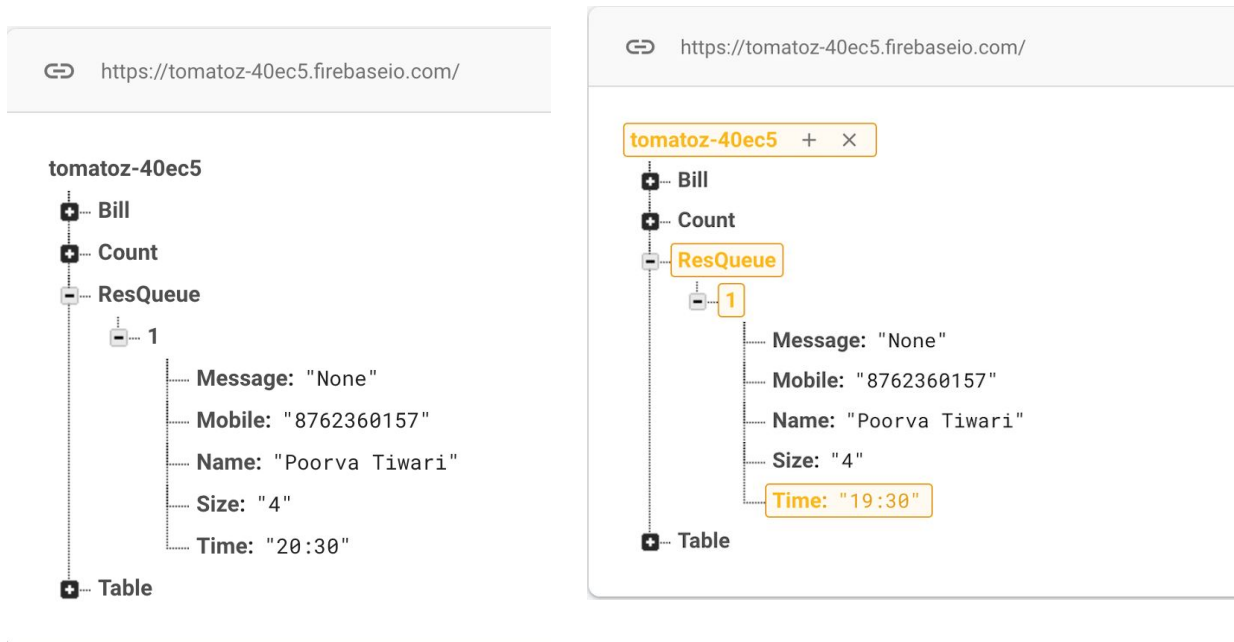 https://tomatoz-40ec5.firebaseio.com/
tomatoz-40ec5
Bill
Count
ResQueue
1
Message: "None"
Mobile: "8762360157"
Name: "Poorva Tiwari"
Size: "4"
Time: "20:30"
Table
https://tomatoz-40ec5.firebaseio.com/
tomatoz-40ec5
Bill
Count
ResQueue
1
Message: "None"
Mobile: "8762360157"
Name: "Poorva Tiwari"
Size: "4"
Time: "19:30"
Table